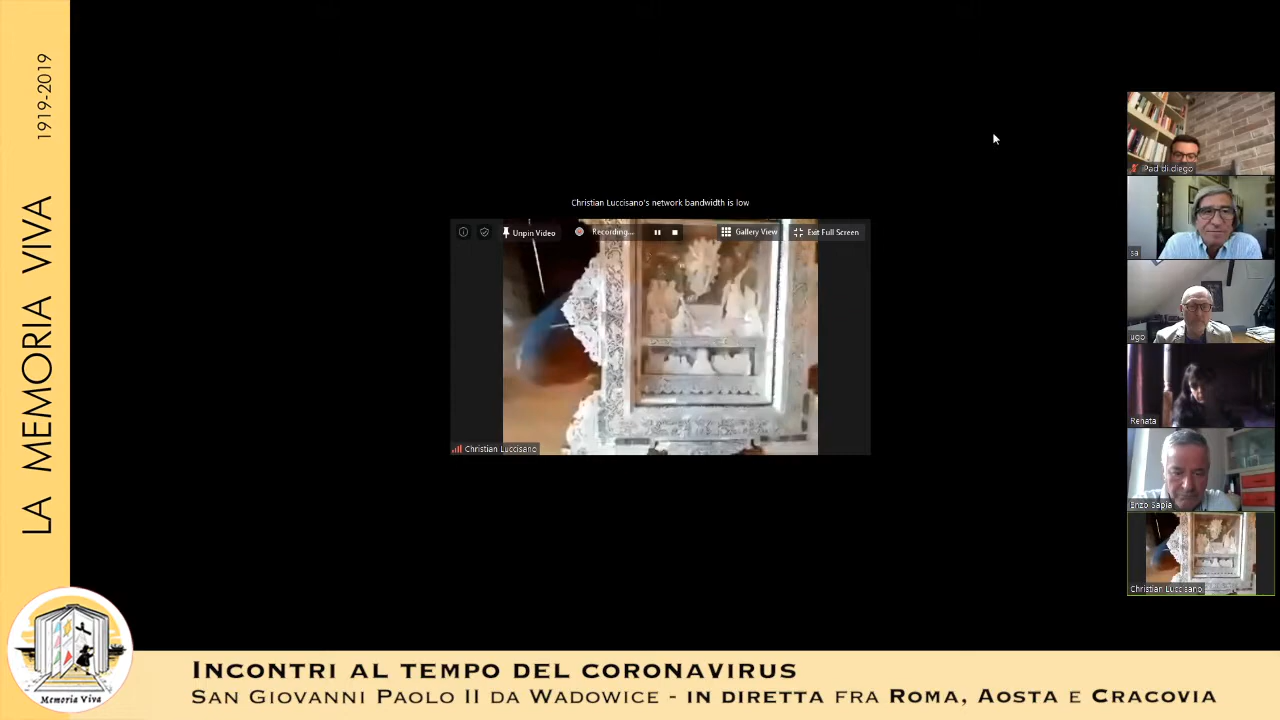 LA MEMORIA VIVA 1919-2019
Christian Luccisano's network bandwidth is low
Unpin Video
Recording...
Gallery View
Exit Full Screen
Christian Luccisano
Pad di diego
sa
ugo
Renata
Enzo Sapia
Christian Luccisano
Memoria Viva
INCONTRI AL TEMPO DEL CORONAVIRUS
SAN GIOVANNI PAOLO II DA WADOWICE - IN DIRETTA FRA ROMA, AOSTA E CRACOVIA